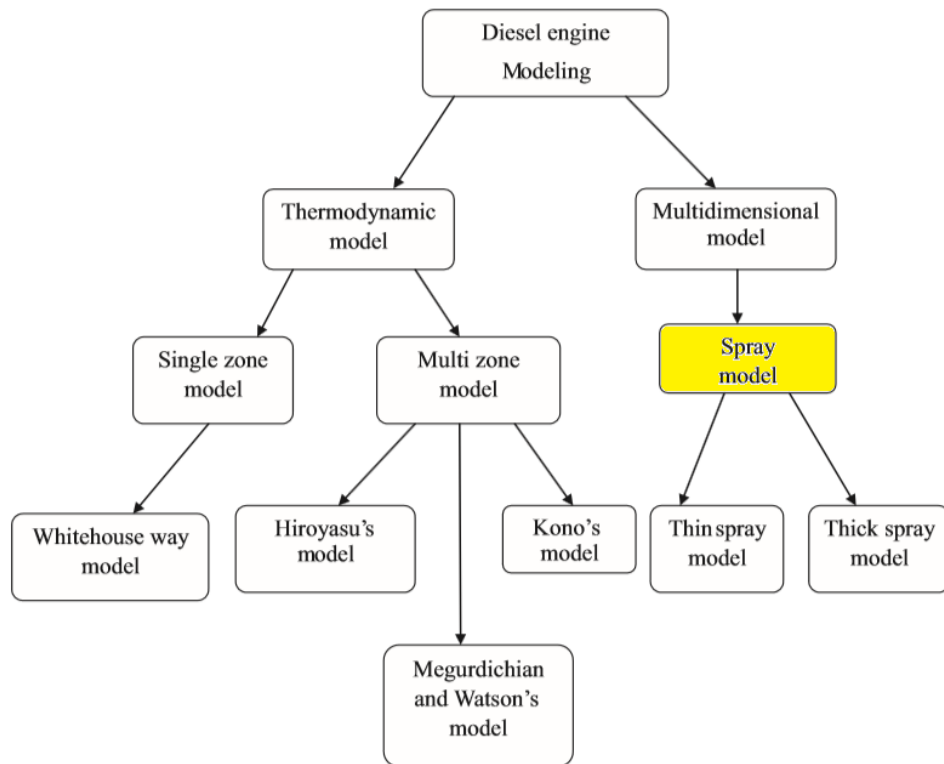 Diesel engine
Modeling
Thermodynamic
model
Multidimensional
model
Single zone
model
Multi zone
model
Spray
model
Whitehouse way
model
Hiroyasu's
model
Kono's
model
Thin spray
model
Thick spray
model
Megurdichian
and Watson's
model